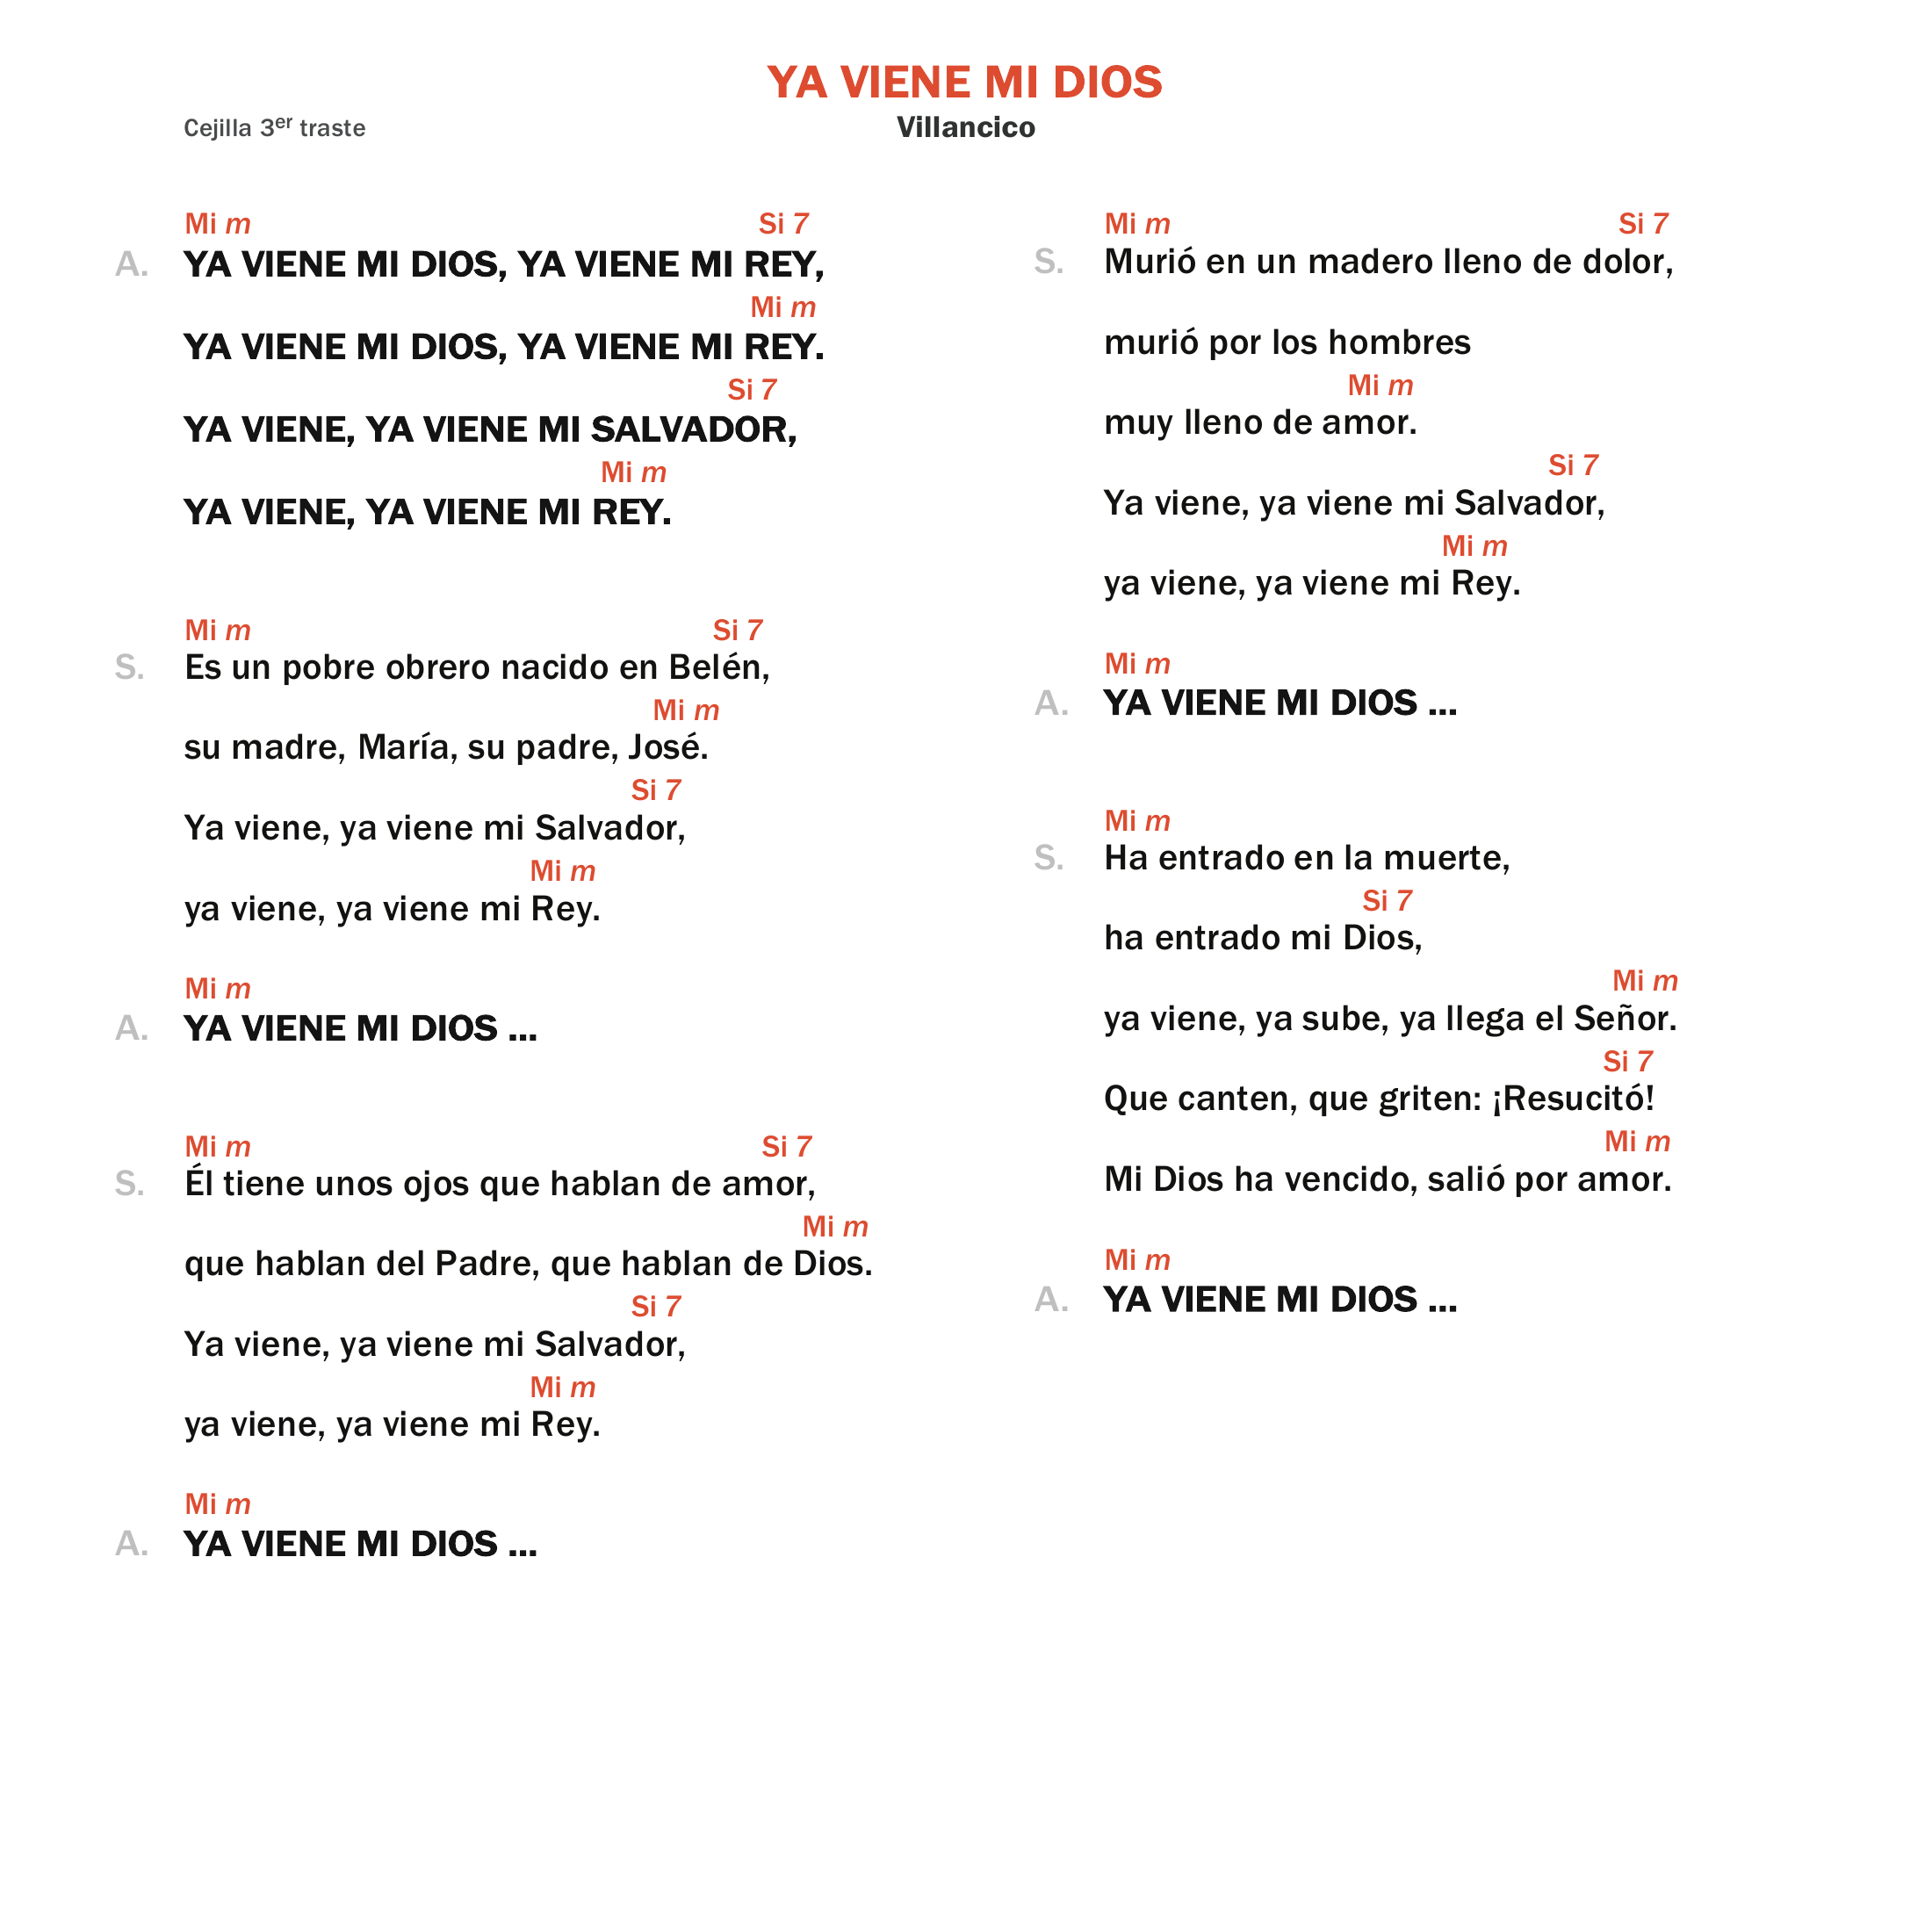 YA VIENE MI DIOS
Villancico
Cejilla 3er traste
Mi m Si 7
A. YA VIENE MI DIOS, YA VIENE MI REY,
Mi m
YA VIENE MI DIOS, YA VIENE MI REY.
Si 7
YA VIENE, YA VIENE MI SALVADOR,
Mi m
YA VIENE, YA VIENE MI REY.
Mi m Si 7
S. Es un pobre obrero nacido en Belén,
Mi m
su madre, María, su padre, José.
Si 7
Ya viene, ya viene mi Salvador,
Mi m
ya viene, ya viene mi Rey.
Mi m
A. YA VIENE MI DIOS ...
Mi m Si 7
S. Él tiene unos ojos que hablan de amor,
Mi m
que hablan del Padre, que hablan de Dios.
Si 7
Ya viene, ya viene mi Salvador,
Mi m
ya viene, ya viene mi Rey.
Mi m
A. YA VIENE MI DIOS ...
Mi m Si 7
S. Murió en un madero lleno de dolor,
murió por los hombres
Mi m
muy lleno de amor.
Si 7
Ya viene, ya viene mi Salvador,
Mi m
ya viene, ya viene mi Rey.
Mi m
A. YA VIENE MI DIOS ...
Mi m
S. Ha entrado en la muerte,
Si 7
ha entrado mi Dios,
Mi m
ya viene, ya sube, ya llega el Señor.
Si 7
Que canten, que griten: ¡Resucitó!
Mi m
Mi Dios ha vencido, salió por amor.
Mi m
A. YA VIENE MI DIOS ...